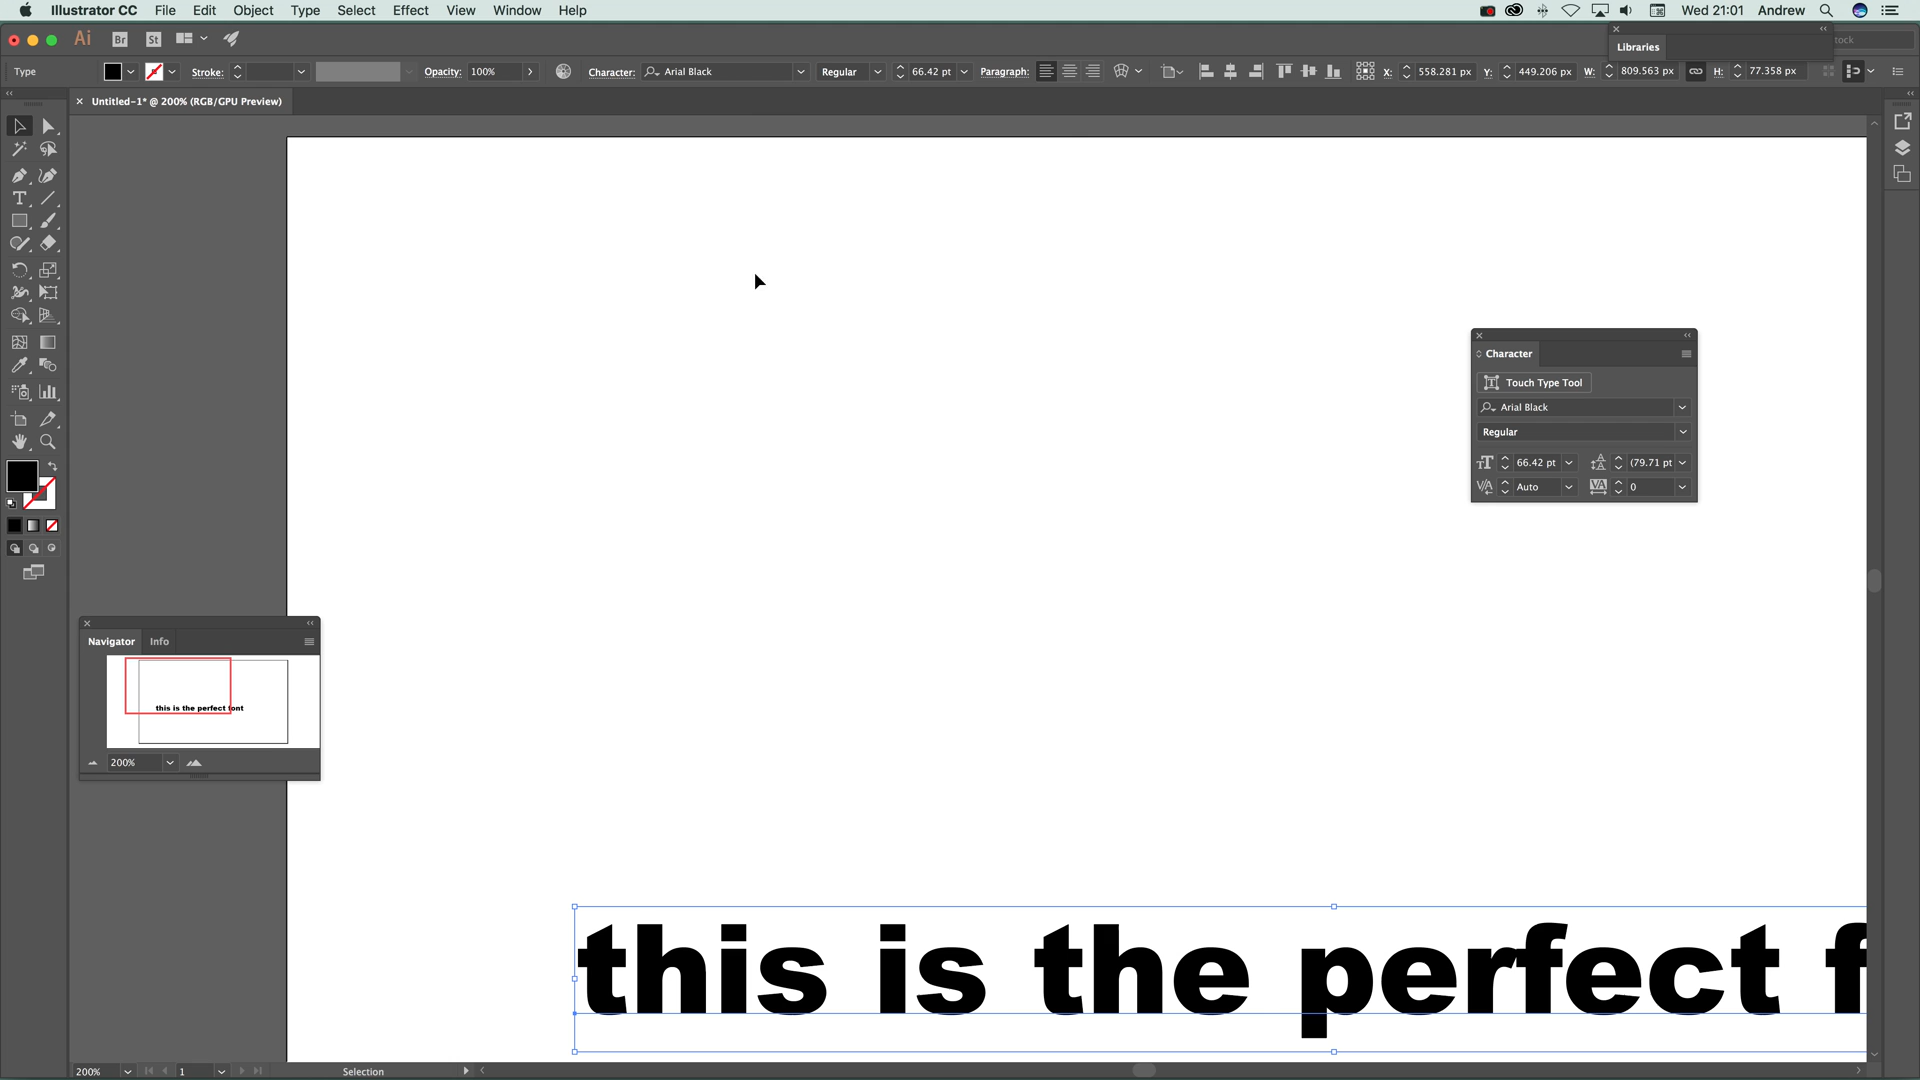 Illustrator CC File Edit Object Type Select Effect View Window Help Wed 21:01 Andrew
Ai Br St tock
Libraries
Type Stroke: Opacity: 100% Character: Arial Black Regular 66.42 pt Paragraph: X: 558.281 px Y: 449.206 px W: 809.563 px H: 77.358 px
Untitled-1* @ 200% (RGB/GPU Preview)
Character
Touch Type Tool
Arial Black
Regular
66.42 pt (79.71 pt
Auto 0
Navigator Info
this is the perfect font
200%
this is the perfect f
200% 1 Selection